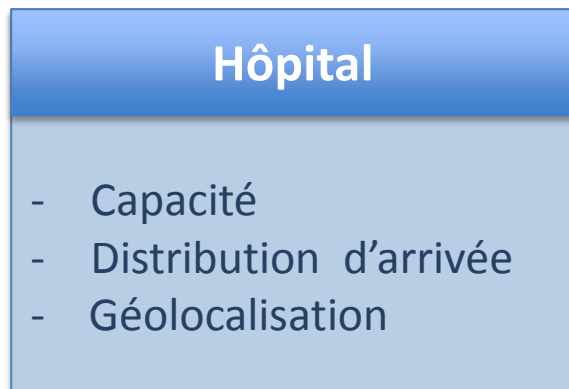 Hôpital
- Capacité
- Distribution d’arrivée
- Géolocalisation